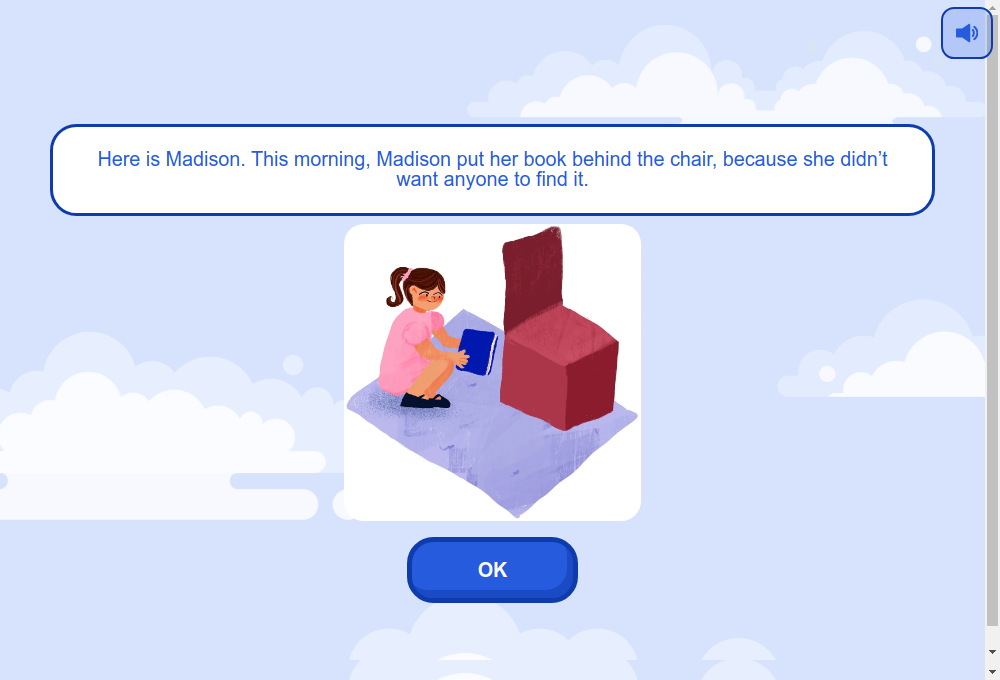 Here is Madison. This morning, Madison put her book behind the chair, because she didn’t
want anyone to find it.
OK